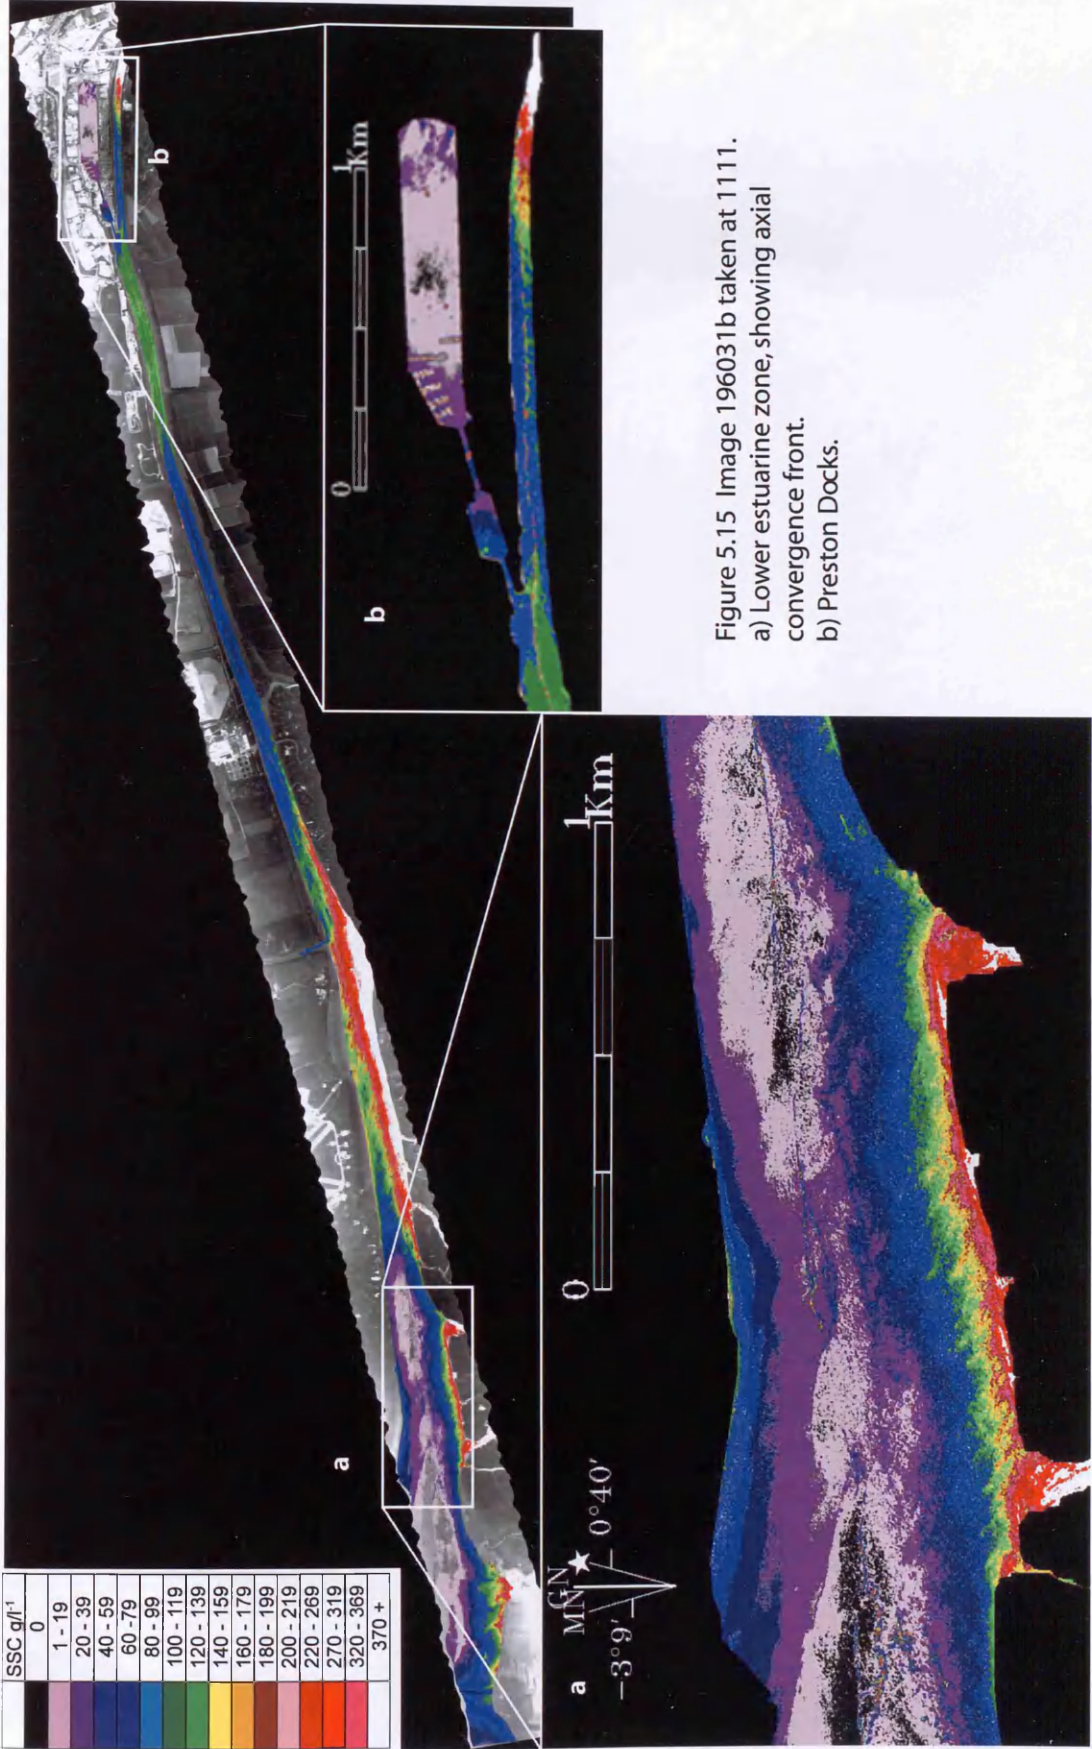 SSC g/l⁻¹
0
1 - 19
20 - 39
40 - 59
60 -79
80 - 99
100 - 119
120 - 139
140 - 159
160 - 179
180 - 199
200 - 219
220 - 269
270 - 319
320 - 369
370 +
a
b
b
0
1
Km
a
MN
GN
-3°9'
0°40'
0
1
Km
Figure 5.15 Image 196031b taken at 1111.
a) Lower estuarine zone, showing axial
convergence front.
b) Preston Docks.